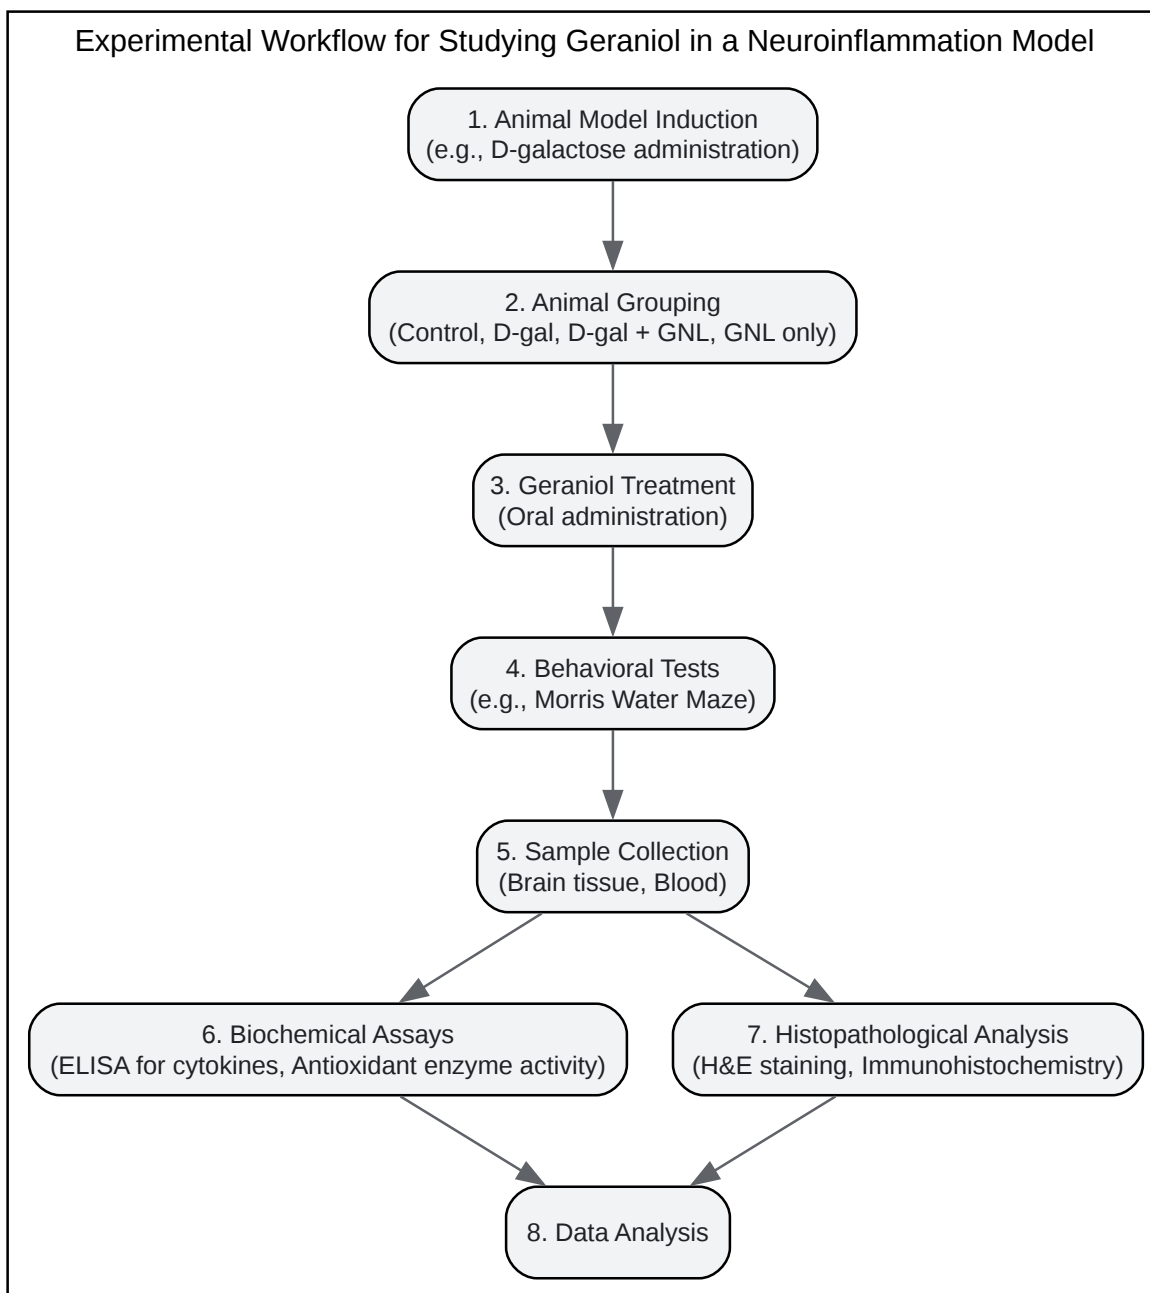 Experimental Workflow for Studying Geraniol in a Neuroinflammation Model
1. Animal Model Induction
(e.g., D-galactose administration)
2. Animal Grouping
(Control, D-gal, D-gal + GNL, GNL only)
3. Geraniol Treatment
(Oral administration)
4. Behavioral Tests
(e.g., Morris Water Maze)
5. Sample Collection
(Brain tissue, Blood)
6. Biochemical Assays
(ELISA for cytokines, Antioxidant enzyme activity)
7. Histopathological Analysis
(H&E staining, Immunohistochemistry)
8. Data Analysis